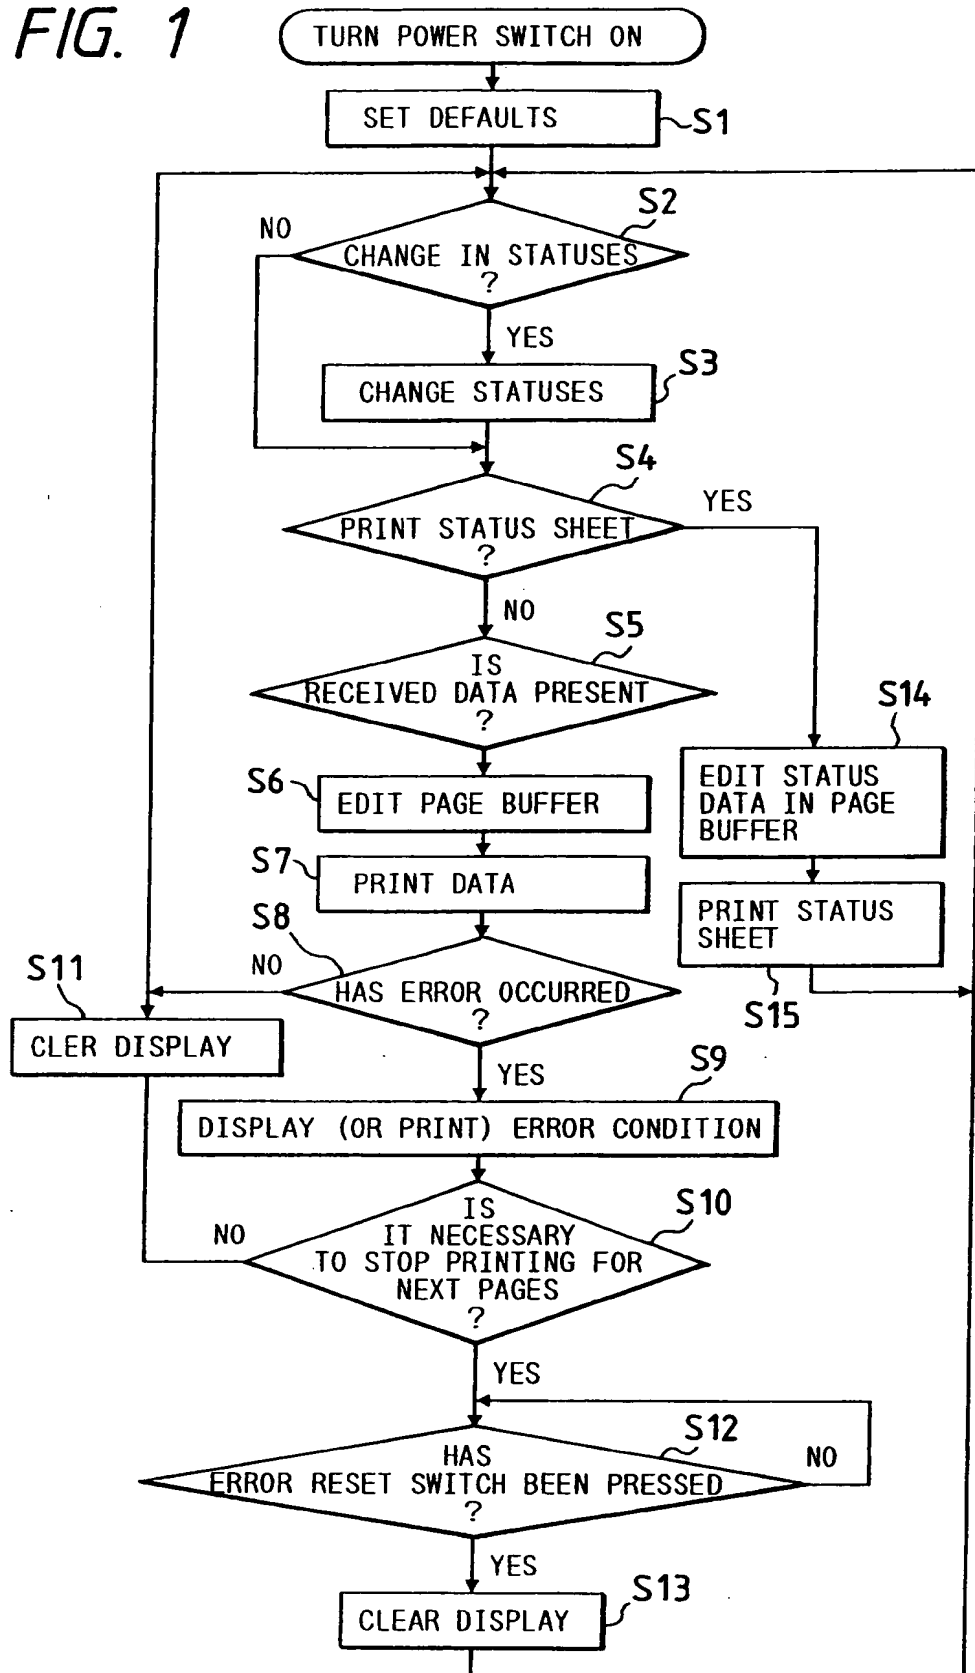 FIG. 1
TURN POWER SWITCH ON
SET DEFAULTS
S1
S2
NO
CHANGE IN STATUSES
?
YES
S3
CHANGE STATUSES
S4
YES
PRINT STATUS SHEET
?
NO
S5
IS
RECEIVED DATA PRESENT
?
S14
EDIT STATUS
DATA IN PAGE
BUFFER
S6
EDIT PAGE BUFFER
S7
PRINT DATA
PRINT STATUS
SHEET
S15
S8
NO
HAS ERROR OCCURRED
?
S11
CLER DISPLAY
YES
S9
DISPLAY (OR PRINT) ERROR CONDITION
S10
NO
IS
IT NECESSARY
TO STOP PRINTING FOR
NEXT PAGES
?
YES
S12
NO
HAS
ERROR RESET SWITCH BEEN PRESSED
?
YES
S13
CLEAR DISPLAY